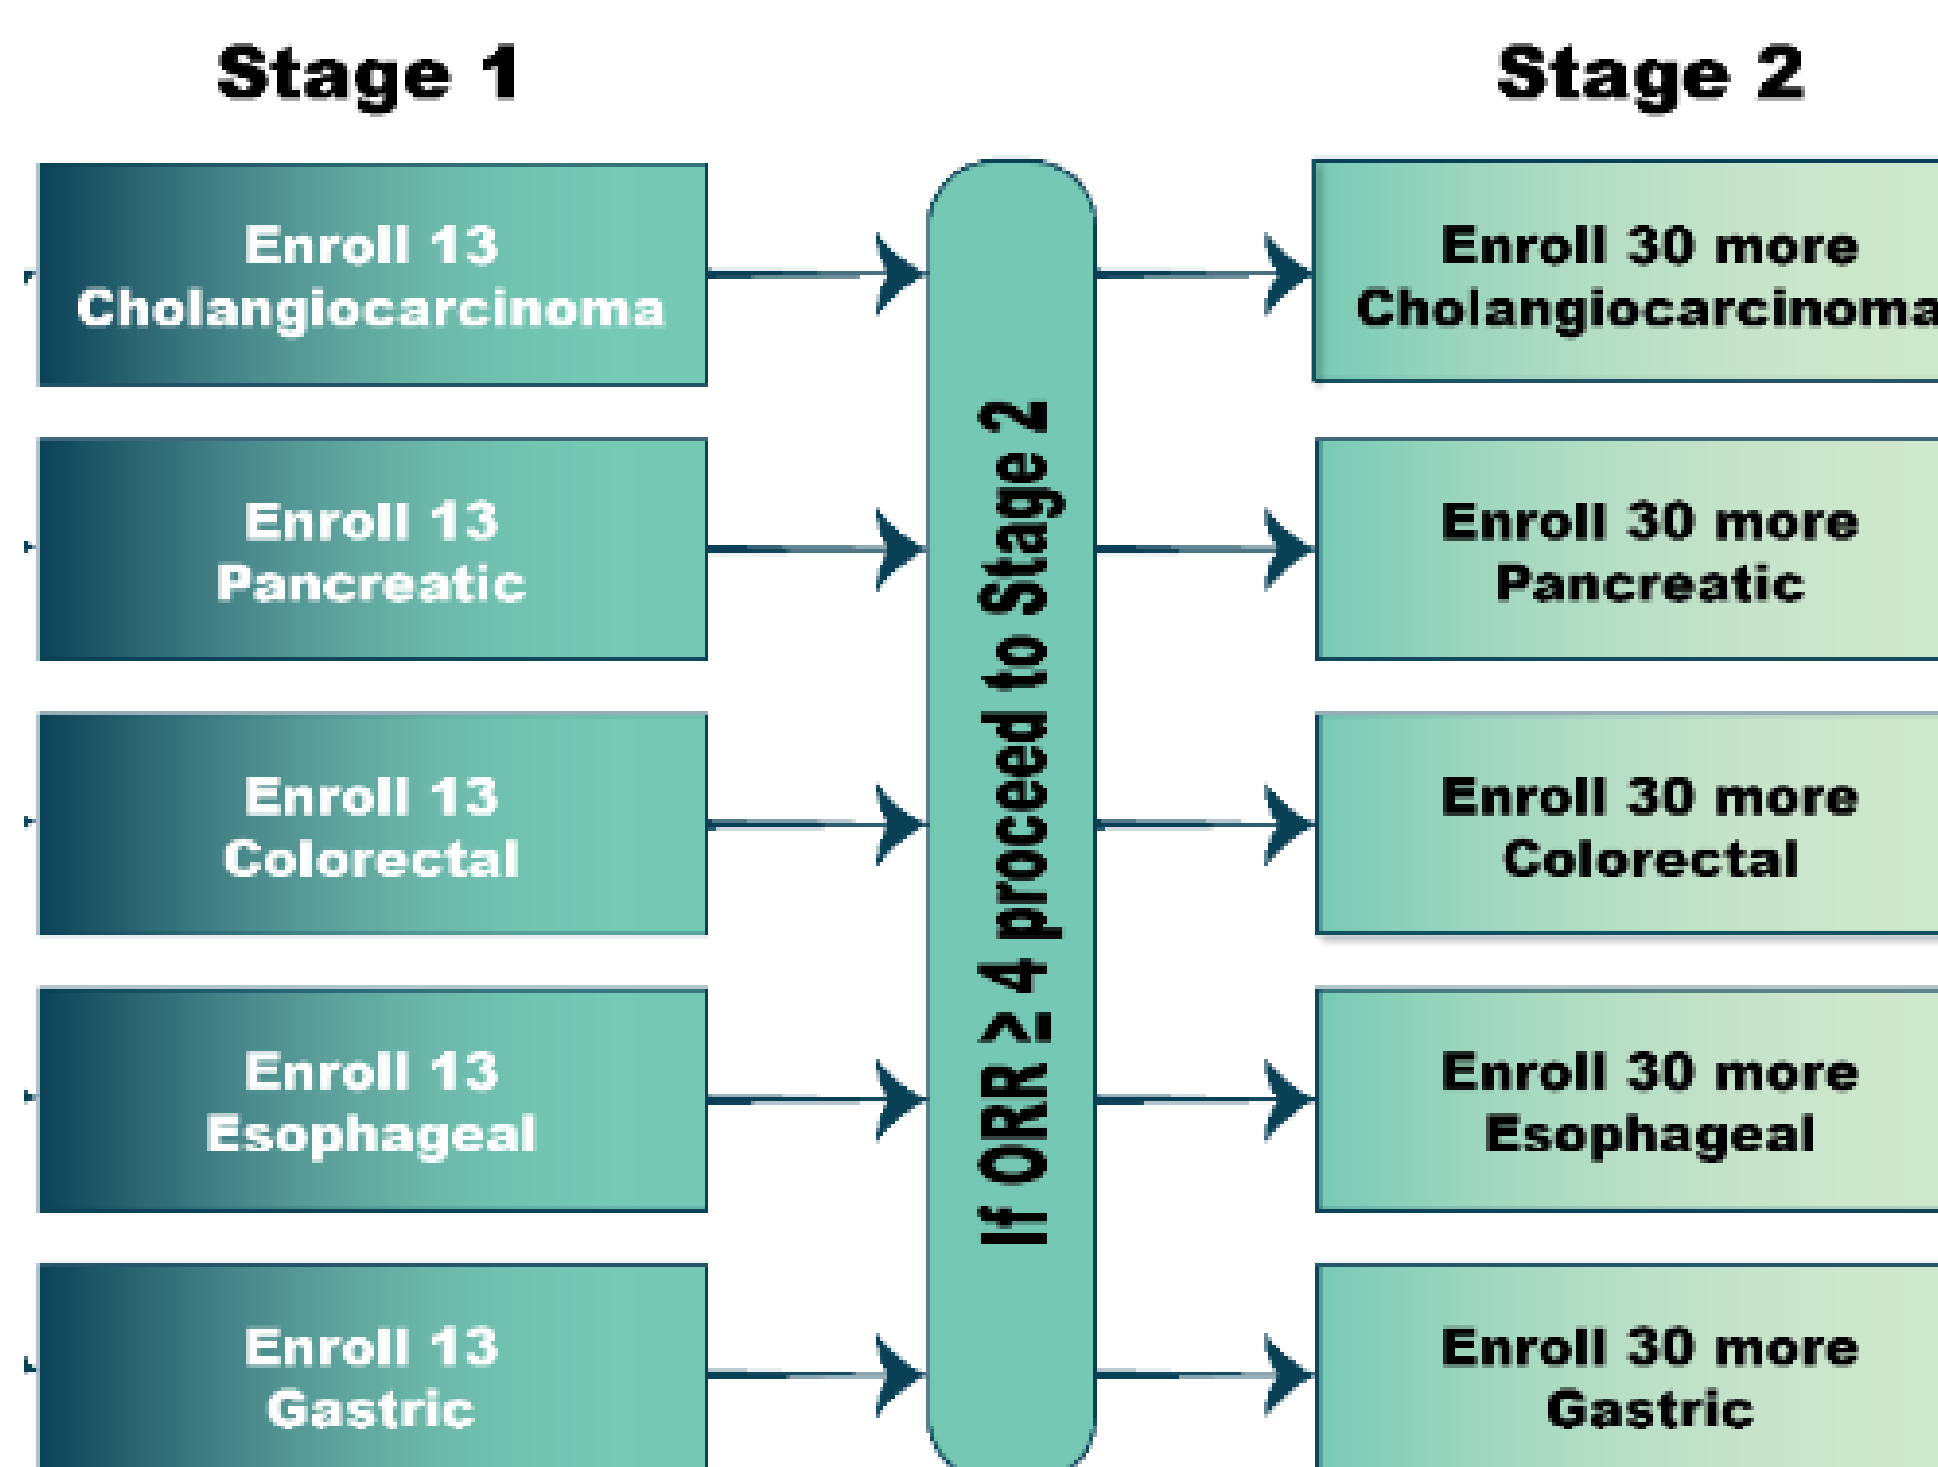 Stage 1
Stage 2
Enroll 13
Cholangiocarcinoma
Enroll 13
Pancreatic
Enroll 13
Colorectal
Enroll 13
Esophageal
Enroll 13
Gastric
If ORR ≥ 4 proceed to Stage 2
Enroll 30 more
Cholangiocarcinoma
Enroll 30 more
Pancreatic
Enroll 30 more
Colorectal
Enroll 30 more
Esophageal
Enroll 30 more
Gastric